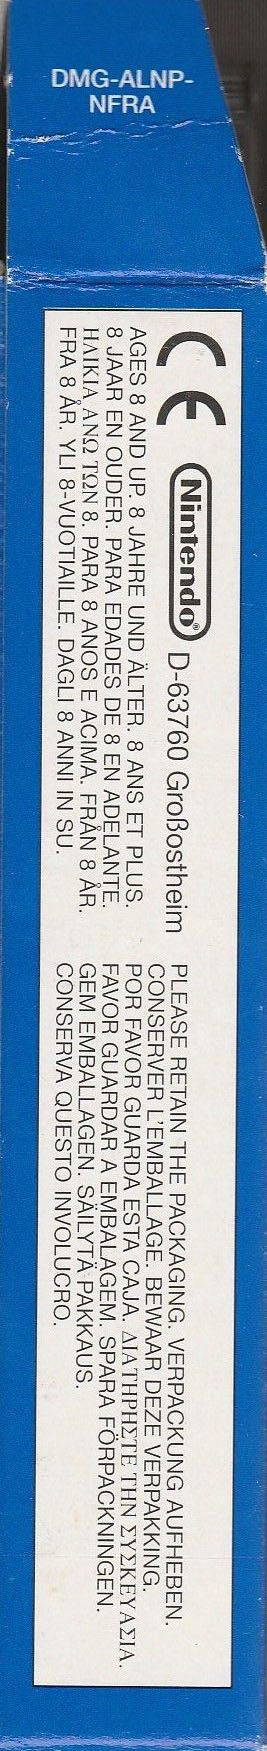 DMG-ALNP-
NFRA
CE
Nintendo® D-63760 Großostheim
AGES 8 AND UP. 8 JAHRE UND ÄLTER. 8 ANS ET PLUS.
8 JAAR EN OUDER. PARA EDADES DE 8 EN ADELANTE.
ΗΛΙΚΙΑ ΑΝΩ ΤΩΝ 8. PARA 8 ANOS E ACIMA. FRÅN 8 ÅR.
FRA 8 ÅR. YLI 8-VUOTIAILLE. DAGLI 8 ANNI IN SU.
PLEASE RETAIN THE PACKAGING. VERPACKUNG AUFHEBEN.
CONSERVER L'EMBALLAGE. BEWAAR DEZE VERPAKKING.
POR FAVOR GUARDA ESTA CAJA. ΔΙΑΤΗΡΗΣΤΕ ΤΗΝ ΣΥΣΚΕΥΑΣΙΑ.
FAVOR GUARDAR A EMBALAGEM. SPARA FÖRPACKNINGEN.
GEM EMBALLAGEN. SÄILYTÄ PAKKAUS.
CONSERVA QUESTO INVOLUCRO.